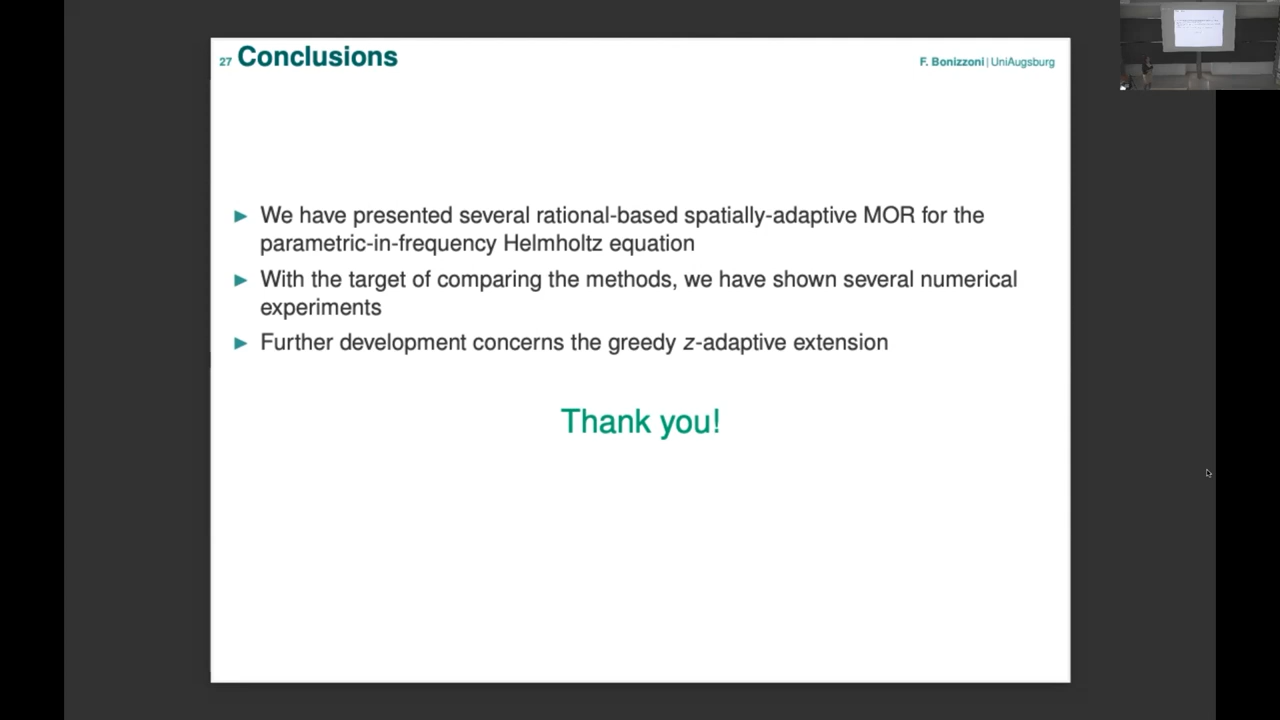 27 Conclusions
F. Bonizzoni | UniAugsburg
► We have presented several rational-based spatially-adaptive MOR for the
parametric-in-frequency Helmholtz equation
► With the target of comparing the methods, we have shown several numerical
experiments
► Further development concerns the greedy z-adaptive extension
Thank you!